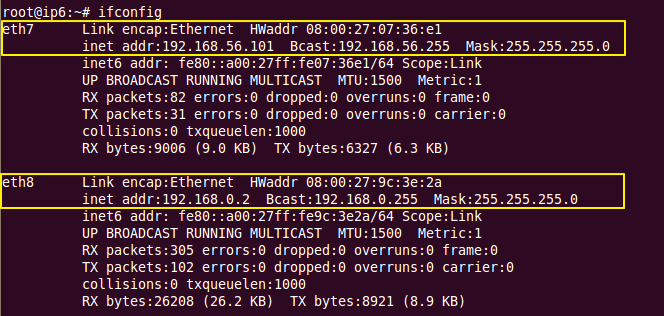 root@ip6:~# ifconfig
eth7      Link encap:Ethernet  HWaddr 08:00:27:07:36:e1
          inet addr:192.168.56.101  Bcast:192.168.56.255  Mask:255.255.255.0
          inet6 addr: fe80::a00:27ff:fe07:36e1/64 Scope:Link
          UP BROADCAST RUNNING MULTICAST  MTU:1500  Metric:1
          RX packets:82 errors:0 dropped:0 overruns:0 frame:0
          TX packets:31 errors:0 dropped:0 overruns:0 carrier:0
          collisions:0 txqueuelen:1000
          RX bytes:9006 (9.0 KB)  TX bytes:6327 (6.3 KB)
eth8      Link encap:Ethernet  HWaddr 08:00:27:9c:3e:2a
          inet addr:192.168.0.2  Bcast:192.168.0.255  Mask:255.255.255.0
          inet6 addr: fe80::a00:27ff:fe9c:3e2a/64 Scope:Link
          UP BROADCAST RUNNING MULTICAST  MTU:1500  Metric:1
          RX packets:305 errors:0 dropped:0 overruns:0 frame:0
          TX packets:102 errors:0 dropped:0 overruns:0 carrier:0
          collisions:0 txqueuelen:1000
          RX bytes:26208 (26.2 KB)  TX bytes:8921 (8.9 KB)